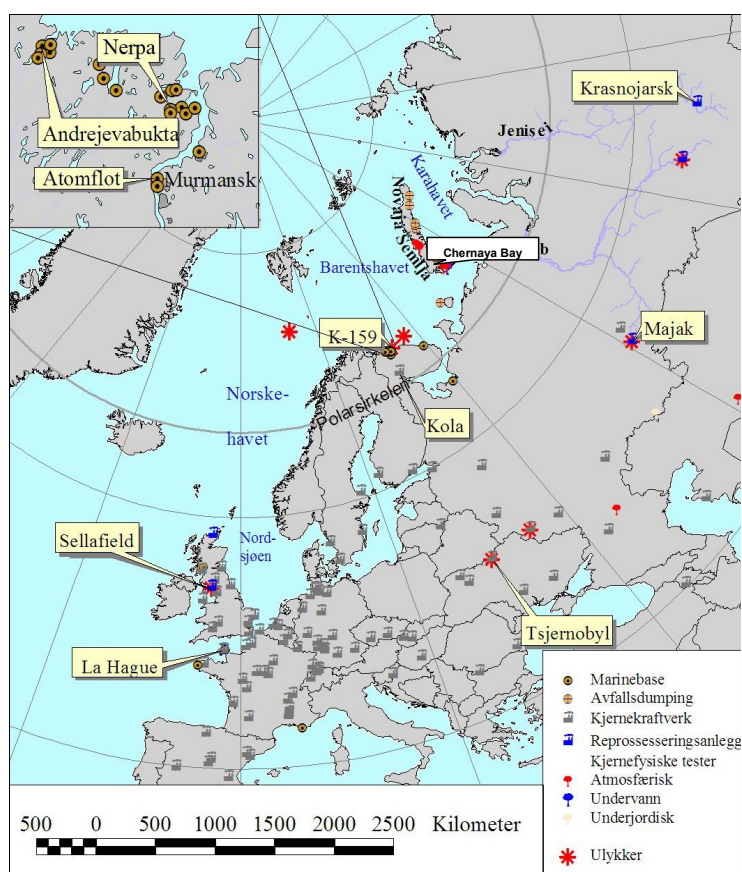 Nerpa
Andrejevabukta
Atomflot
Murmansk
Krasnojarsk
Jenisei
Karahavet
Novaja Semlja
Chernaya Bay
b
Barentshavet
K-159
Majak
Norske-
havet
Polarsirkelen
Kola
Sellafield
Nord-
sjøen
Tsjernobyl
La Hague
Marinebase
Avfallsdumping
Kjernekraftverk
Reprossesseringsanlegg
Kjernefysiske tester
Atmosfærisk
Undervann
Underjordisk
Ulykker
500 0 500 1000 1500 2000 2500 Kilometer